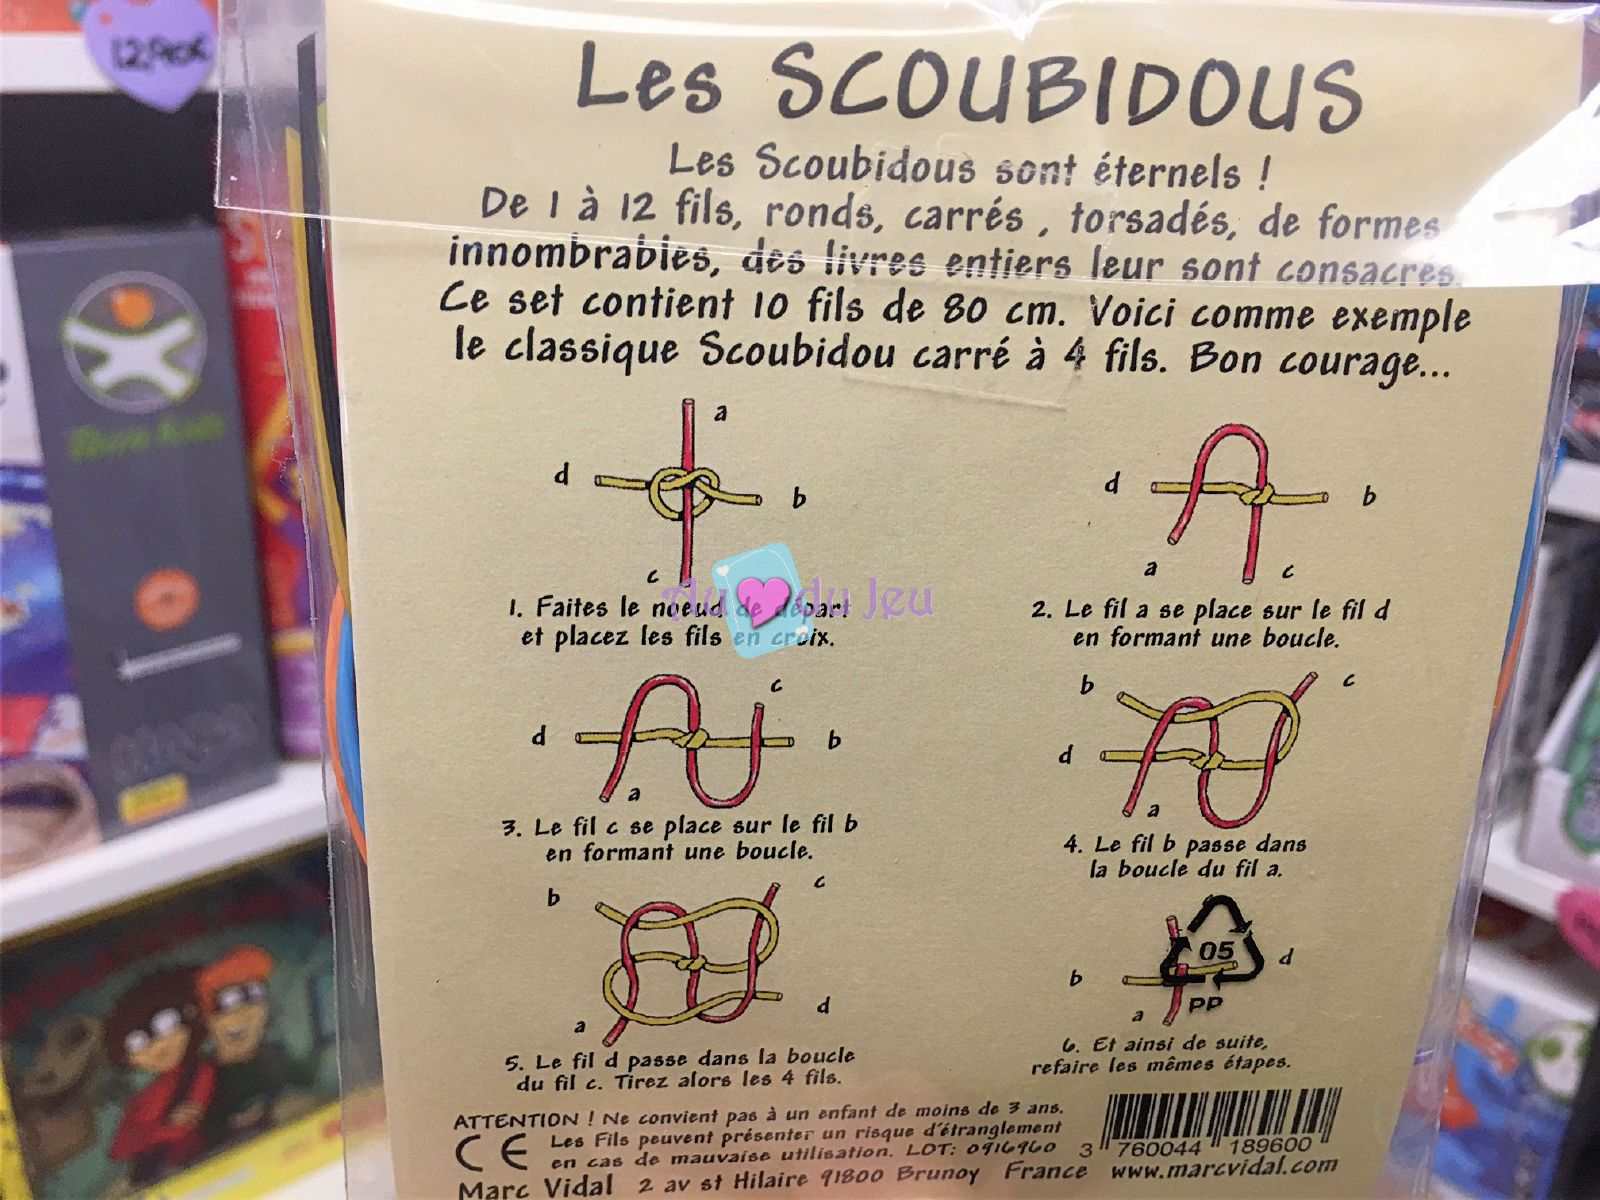 12,90€
Les SCOUBIDOUS
Les Scoubidous sont éternels !
De 1 à 12 fils, ronds, carrés , torsadés, de formes
innombrables, des livres entiers leur sont consacrés.
Ce set contient 10 fils de 80 cm. Voici comme exemple
le classique Scoubidou carré à 4 fils. Bon courage...
a
d
b
c
d
b
a
c
Au du Jeu
1. Faites le noeud de départ
et placez les fils en croix.
2. Le fil a se place sur le fil d
en formant une boucle.
c
d
b
a
b
c
d
a
3. Le fil c se place sur le fil b
en formant une boucle.
4. Le fil b passe dans
la boucle du fil a.
b
c
a
d
05
PP
b
d
a
5. Le fil d passe dans la boucle
du fil c. Tirez alors les 4 fils.
6. Et ainsi de suite,
refaire les mêmes étapes.
ATTENTION ! Ne convient pas à un enfant de moins de 3 ans.
CE Les Fils peuvent présenter un risque d'étranglement
en cas de mauvaise utilisation. LOT: 0916960
3 760044 189600
Marc Vidal 2 av st Hilaire 91800 Brunoy France www.marcvidal.com